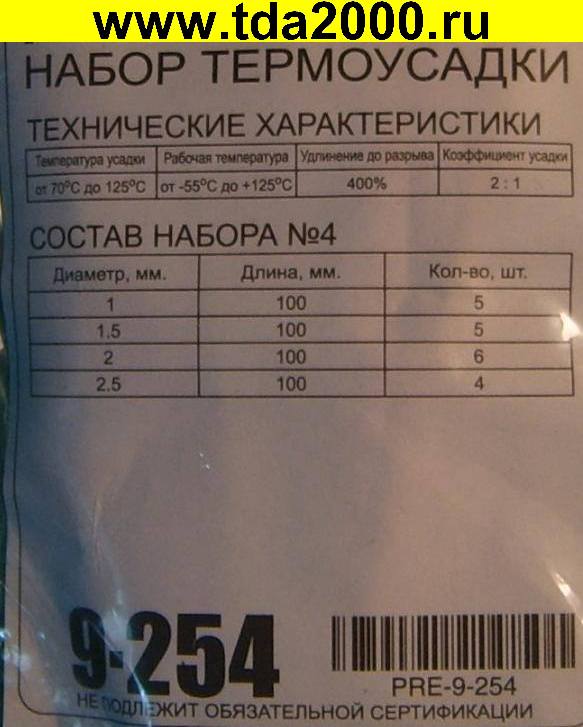 www.tda2000.ru
НАБОР ТЕРМОУСАДКИ
ТЕХНИЧЕСКИЕ ХАРАКТЕРИСТИКИ
Температура усадки Рабочая температура Удлинение до разрыва Коэффициент усадки
от 70°C до 125°C от -55°C до +125°C 400% 2 : 1
СОСТАВ НАБОРА №4
Диаметр, мм. Длина, мм. Кол-во, шт.
1 100 5
1.5 100 5
2 100 6
2.5 100 4
9-254
PRE-9-254
НЕ ПОДЛЕЖИТ ОБЯЗАТЕЛЬНОЙ СЕРТИФИКАЦИИ